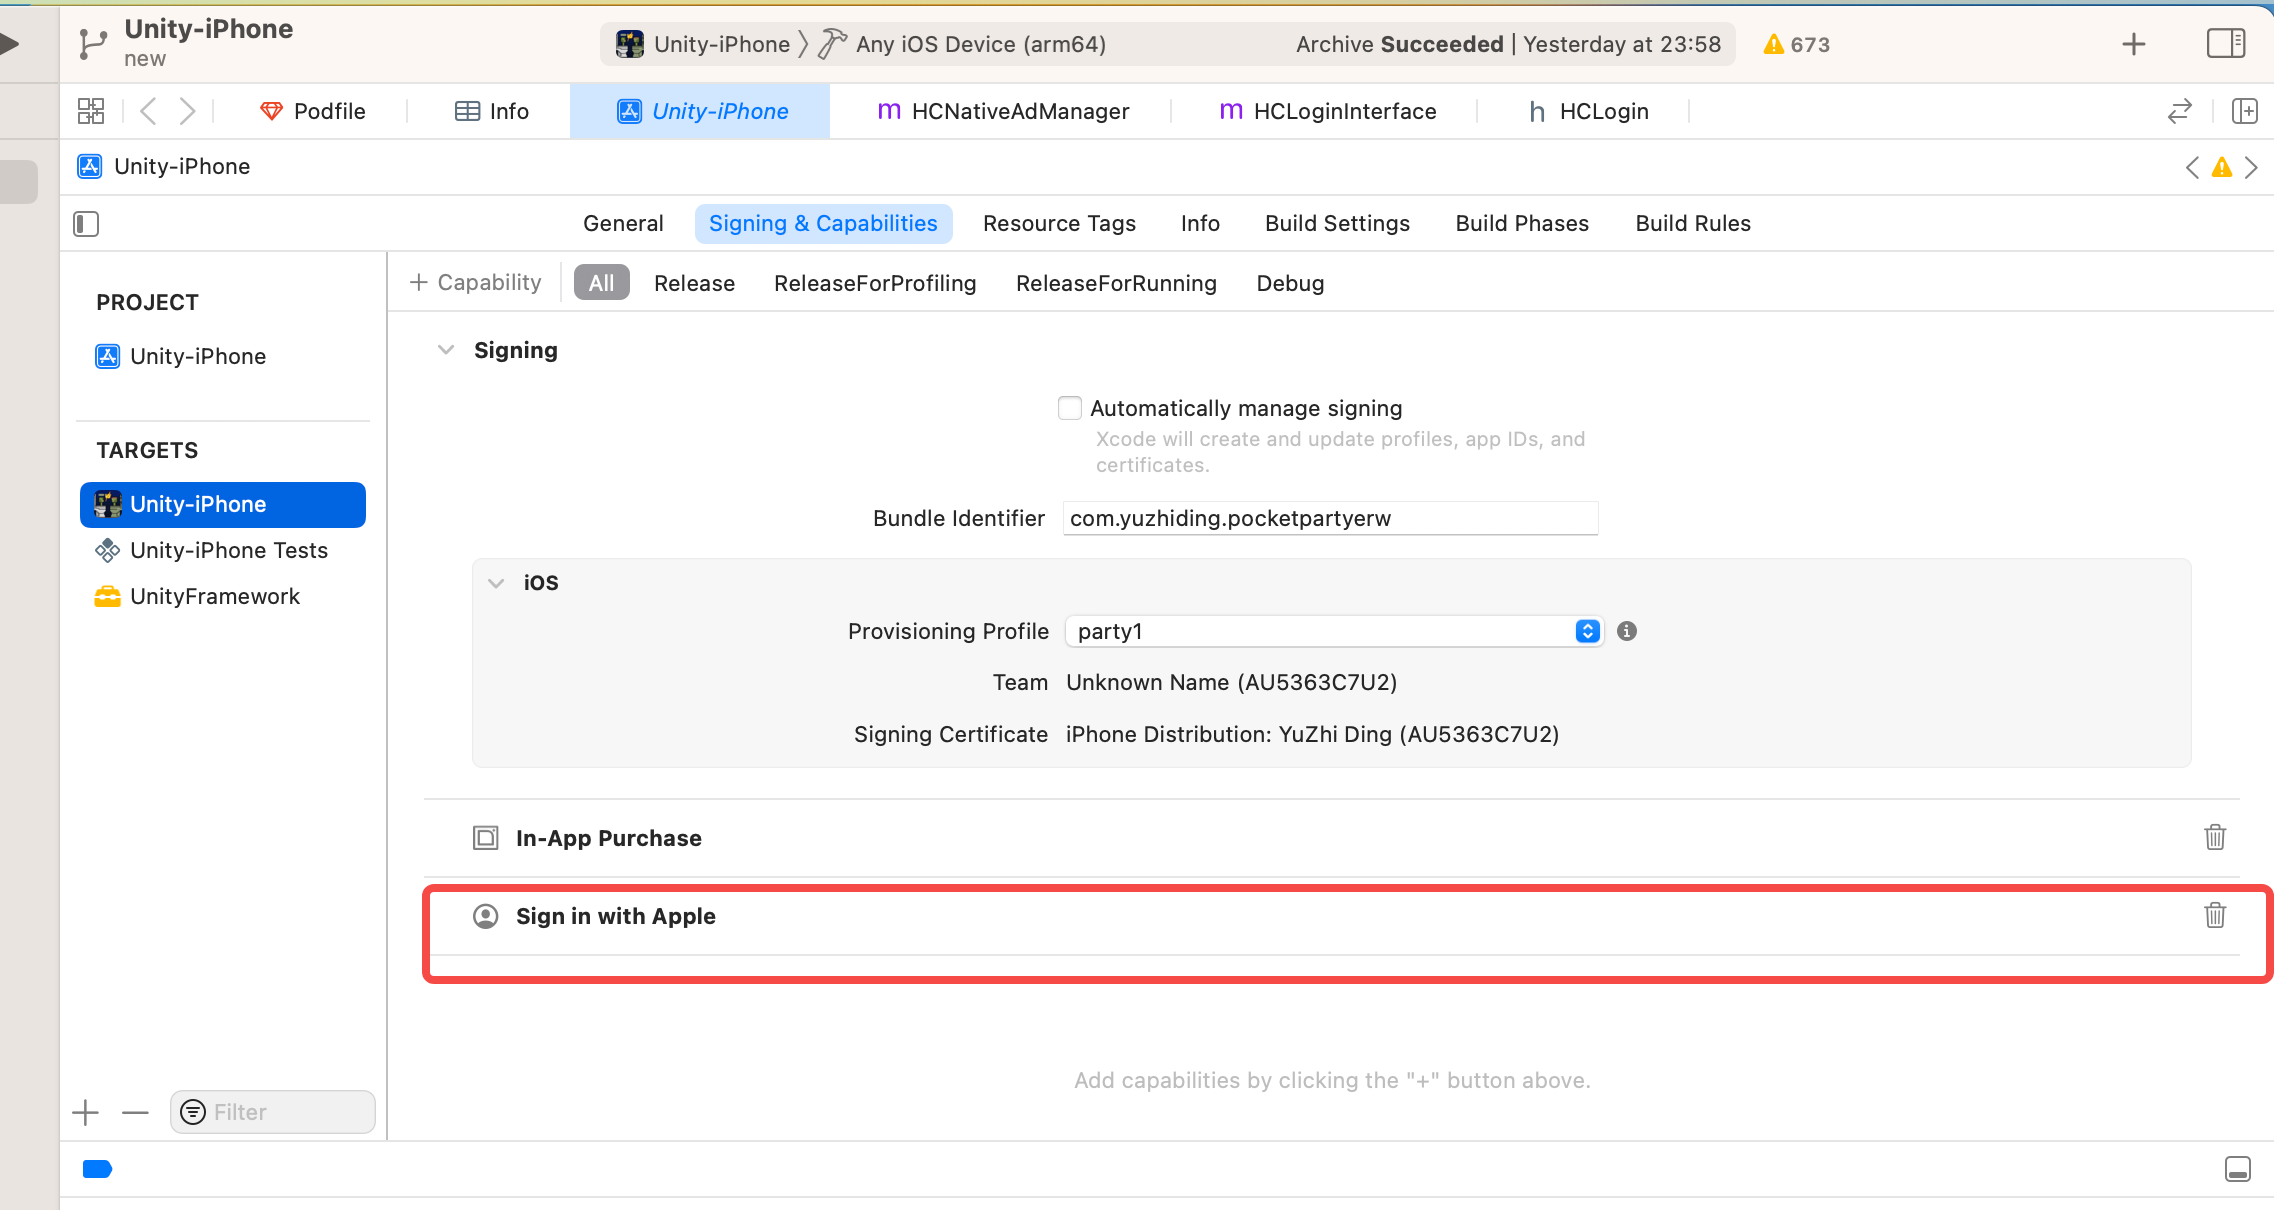 Unity-iPhone
new
Unity-iPhone
Any iOS Device (arm64)
Archive Succeeded | Yesterday at 23:58
673
Podfile
Info
Unity-iPhone
m HCNativeAdManager
m HCLoginInterface
h HCLogin
Unity-iPhone
General
Signing & Capabilities
Resource Tags
Info
Build Settings
Build Phases
Build Rules
PROJECT
Unity-iPhone
TARGETS
Unity-iPhone
Unity-iPhone Tests
UnityFramework
Filter
+ Capability
All
Release
ReleaseForProfiling
ReleaseForRunning
Debug
Signing
Automatically manage signing
Xcode will create and update profiles, app IDs, and
certificates.
Bundle Identifier
com.yuzhiding.pocketpartyerw
iOS
Provisioning Profile
party1
Team
Unknown Name (AU5363C7U2)
Signing Certificate
iPhone Distribution: YuZhi Ding (AU5363C7U2)
In-App Purchase
Sign in with Apple
Add capabilities by clicking the "+" button above.